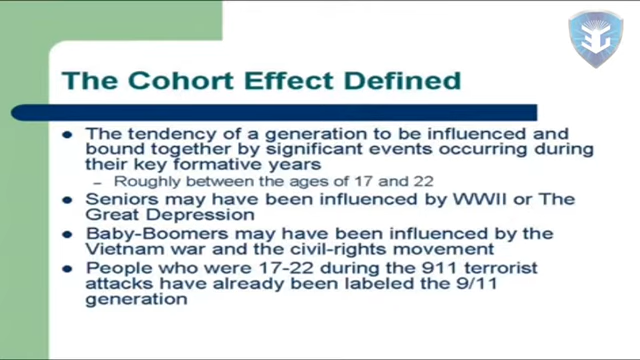 The Cohort Effect Defined
The tendency of a generation to be influenced and
bound together by significant events occurring during
their key formative years
– Roughly between the ages of 17 and 22
Seniors may have been influenced by WWII or The
Great Depression
Baby-Boomers may have been influenced by the
Vietnam war and the civil-rights movement
People who were 17-22 during the 911 terrorist
attacks have already been labeled the 9/11
generation